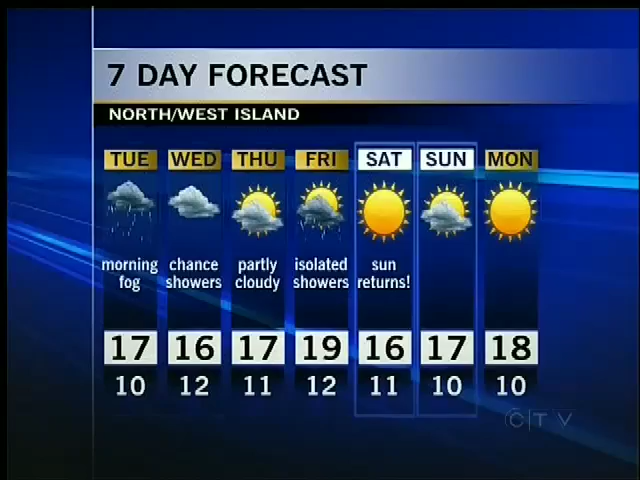 7 DAY FORECAST
NORTH/WEST ISLAND
TUE WED THU FRI SAT SUN MON
morning chance partly isolated sun
fog showers cloudy showers returns!
17 16 17 19 16 17 18
10 12 11 12 11 10 10
CTV